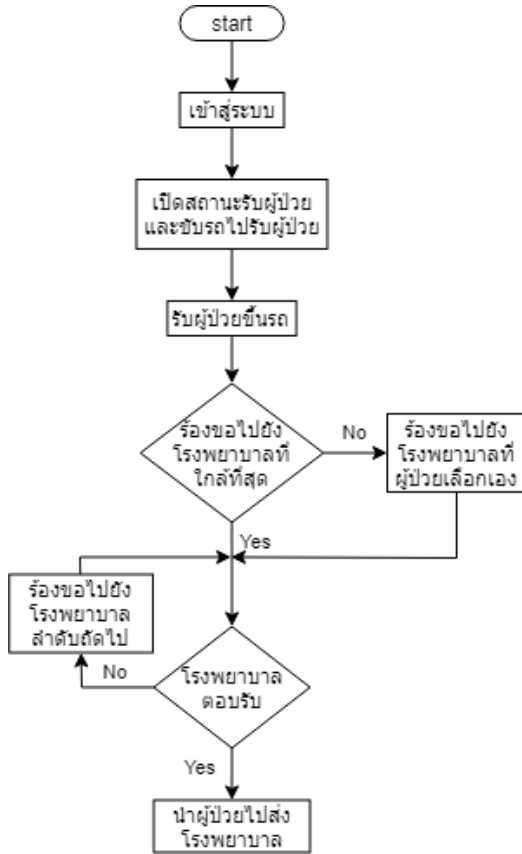 start
เข้าสู่ระบบ
เปิดสถานะรับผู้ป่วย
และขับรถไปรับผู้ป่วย
รับผู้ป่วยขึ้นรถ
ร้องขอไปยัง
โรงพยาบาลที่
ใกล้ที่สุด
No
ร้องขอไปยัง
โรงพยาบาลที่
ผู้ป่วยเลือกเอง
Yes
ร้องขอไปยัง
โรงพยาบาล
ลำดับถัดไป
No
โรงพยาบาล
ตอบรับ
Yes
นำผู้ป่วยไปส่ง
โรงพยาบาล